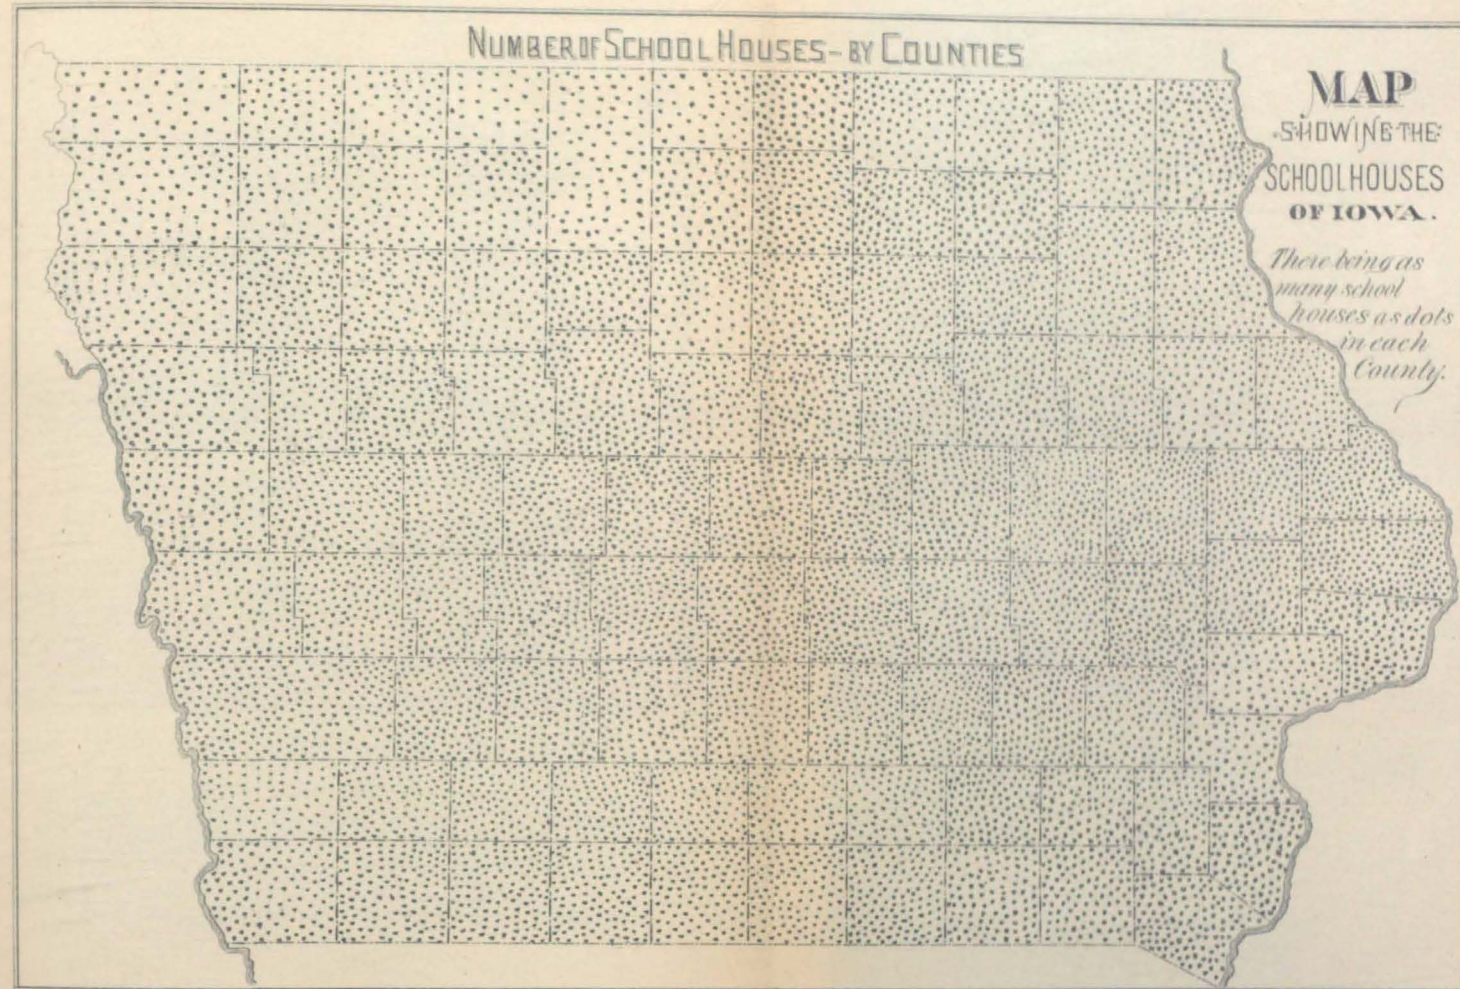 NUMBER OF SCHOOL HOUSES - BY COUNTIES
MAP
SHOWING THE
SCHOOLHOUSES
OF IOWA.
There being as
many school
houses as dots
in each
County.